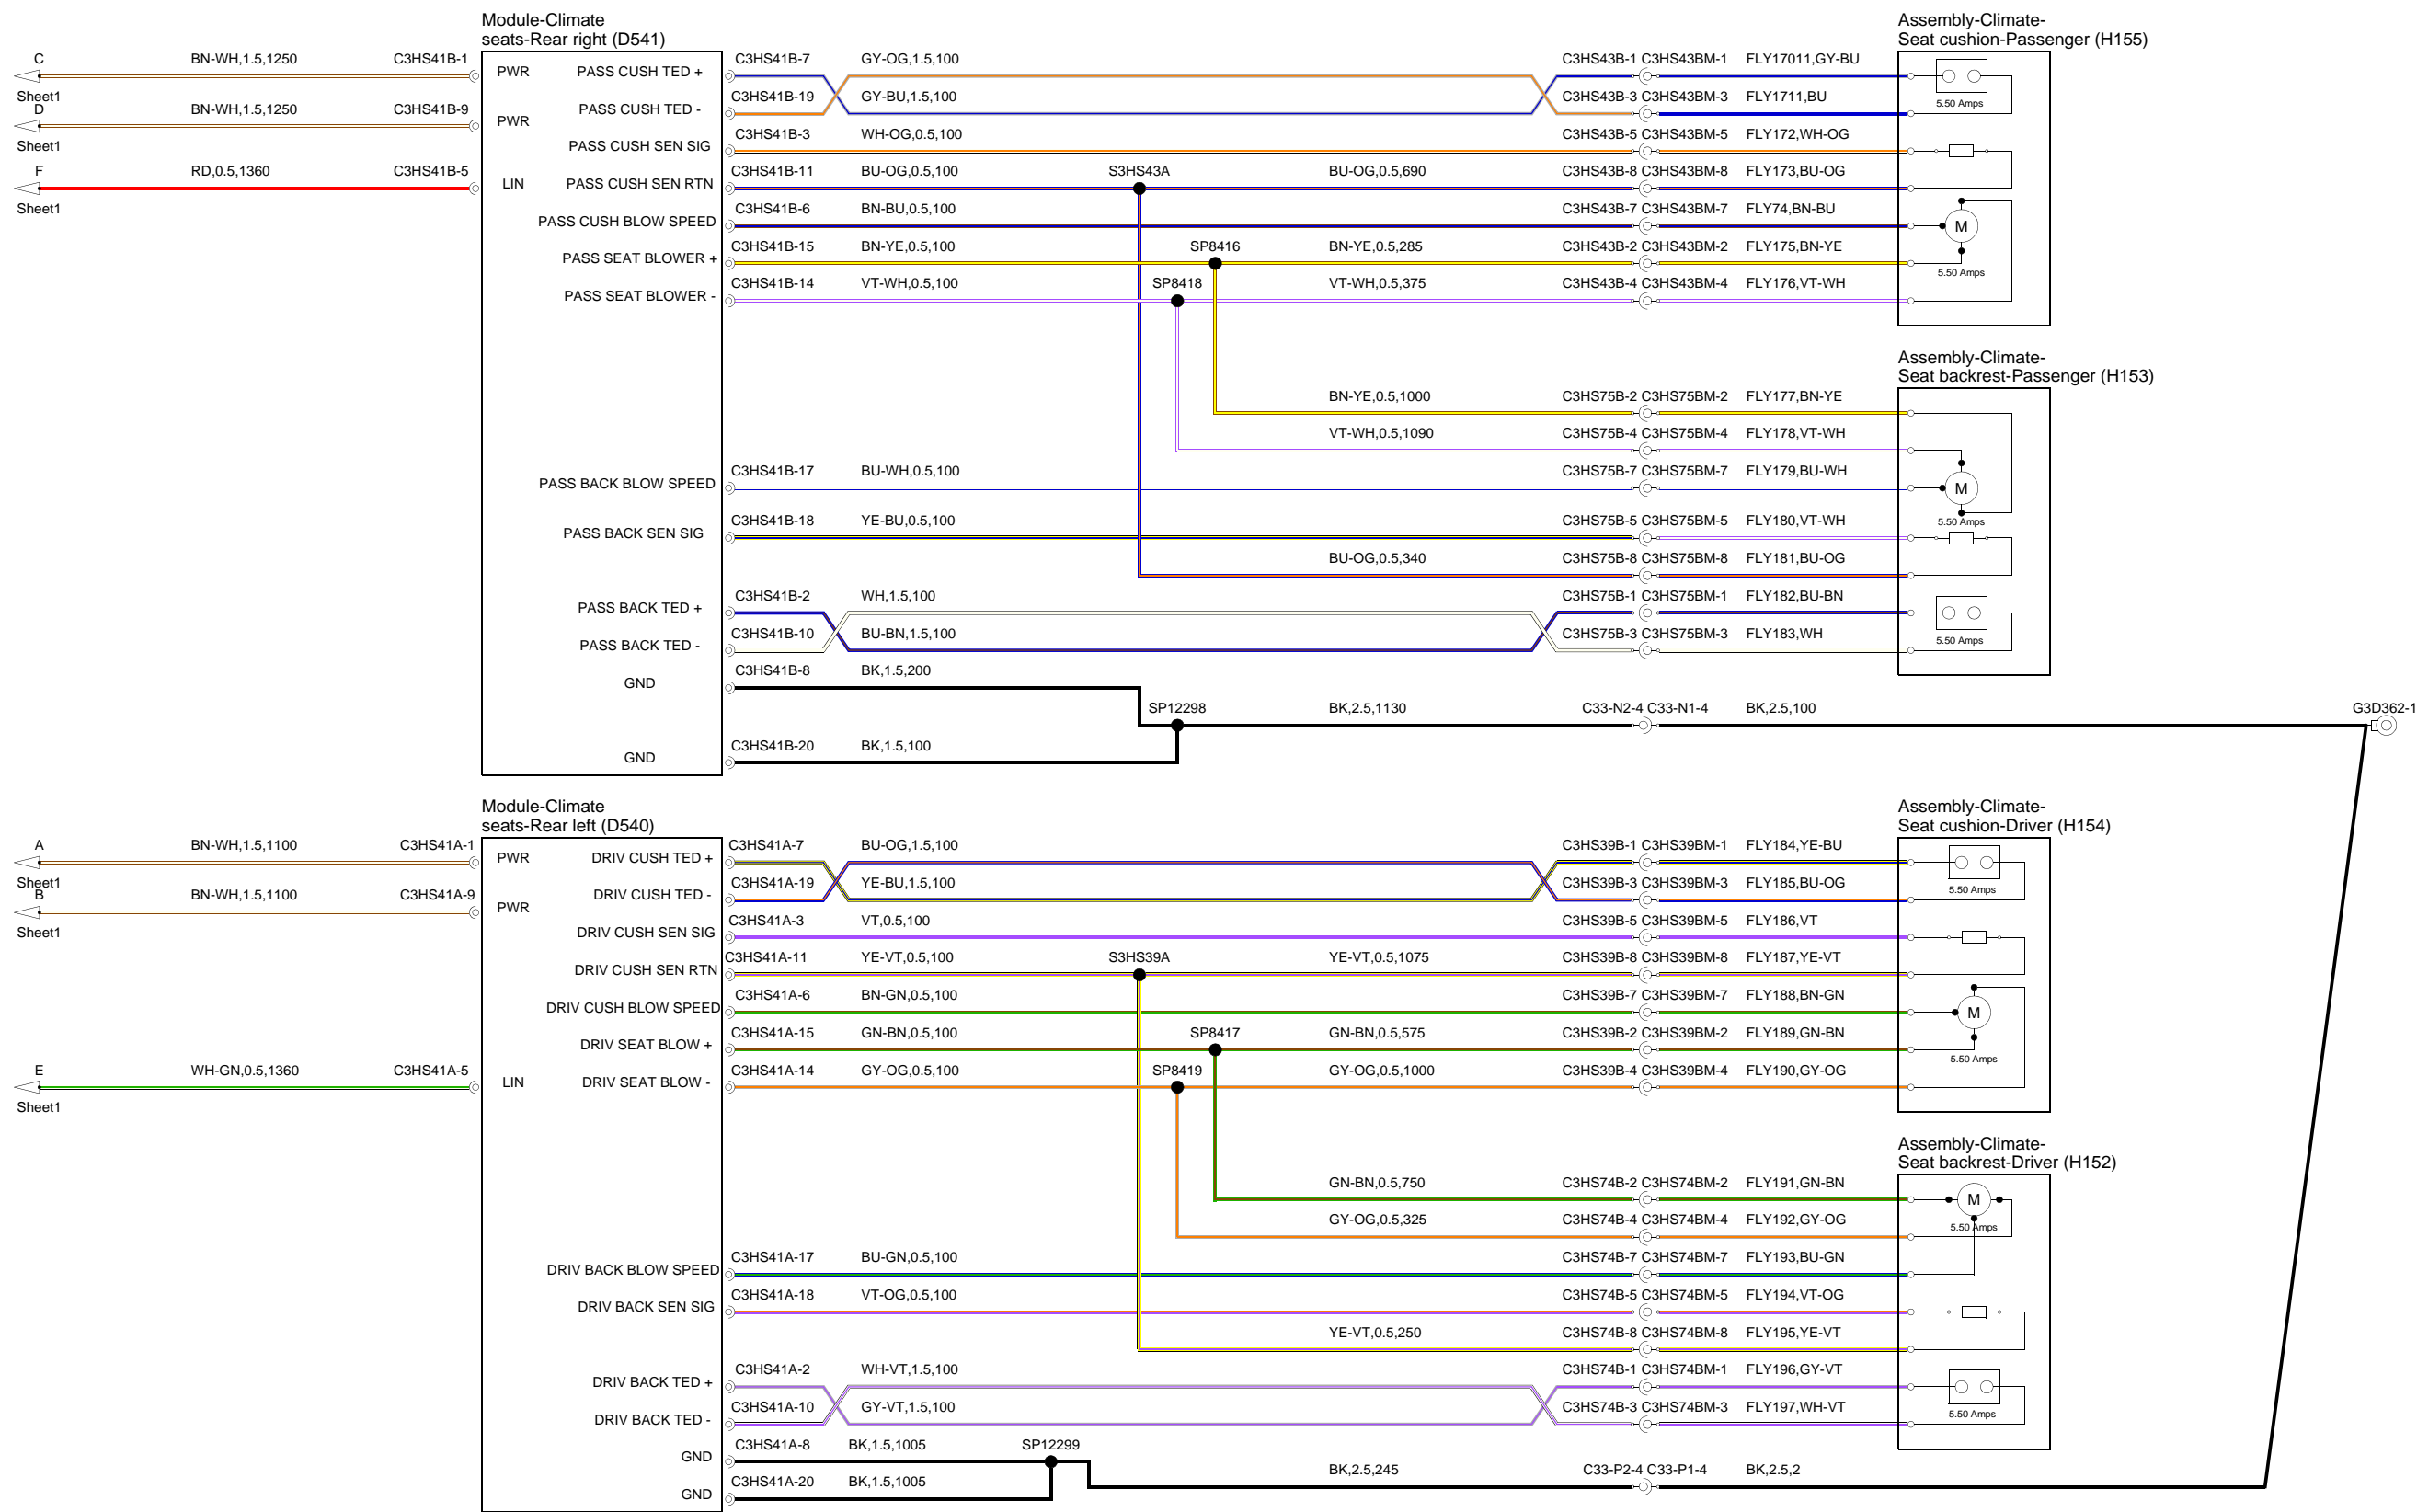 Module-Climate
seats-Rear right (D541)
Assembly-Climate-
Seat cushion-Passenger (H155)
C BN-WH,1.5,1250 C3HS41B-1
Sheet1
D BN-WH,1.5,1250 C3HS41B-9
Sheet1
F RD,0.5,1360 C3HS41B-5
Sheet1
PWR
PWR
LIN
PASS CUSH TED +
PASS CUSH TED -
PASS CUSH SEN SIG
PASS CUSH SEN RTN
PASS CUSH BLOW SPEED
PASS SEAT BLOWER +
PASS SEAT BLOWER -
PASS BACK BLOW SPEED
PASS BACK SEN SIG
PASS BACK TED +
PASS BACK TED -
GND
GND
C3HS41B-7 GY-OG,1.5,100 C3HS43B-1 C3HS43BM-1 FLY17011,GY-BU
C3HS41B-19 GY-BU,1.5,100 C3HS43B-3 C3HS43BM-3 FLY1711,BU
C3HS41B-3 WH-OG,0.5,100 C3HS43B-5 C3HS43BM-5 FLY172,WH-OG
C3HS41B-11 BU-OG,0.5,100 S3HS43A BU-OG,0.5,690 C3HS43B-8 C3HS43BM-8 FLY173,BU-OG
C3HS41B-6 BN-BU,0.5,100 C3HS43B-7 C3HS43BM-7 FLY74,BN-BU
C3HS41B-15 BN-YE,0.5,100 SP8416 BN-YE,0.5,285 C3HS43B-2 C3HS43BM-2 FLY175,BN-YE
C3HS41B-14 VT-WH,0.5,100 SP8418 VT-WH,0.5,375 C3HS43B-4 C3HS43BM-4 FLY176,VT-WH
5.50 Amps
M
5.50 Amps
Assembly-Climate-
Seat backrest-Passenger (H153)
BN-YE,0.5,1000 C3HS75B-2 C3HS75BM-2 FLY177,BN-YE
VT-WH,0.5,1090 C3HS75B-4 C3HS75BM-4 FLY178,VT-WH
C3HS41B-17 BU-WH,0.5,100 C3HS75B-7 C3HS75BM-7 FLY179,BU-WH
C3HS41B-18 YE-BU,0.5,100 C3HS75B-5 C3HS75BM-5 FLY180,VT-WH
BU-OG,0.5,340 C3HS75B-8 C3HS75BM-8 FLY181,BU-OG
C3HS41B-2 WH,1.5,100 C3HS75B-1 C3HS75BM-1 FLY182,BU-BN
C3HS41B-10 BU-BN,1.5,100 C3HS75B-3 C3HS75BM-3 FLY183,WH
M
5.50 Amps
5.50 Amps
C3HS41B-8 BK,1.5,200
SP12298 BK,2.5,1130 C33-N2-4 C33-N1-4 BK,2.5,100 G3D362-1
C3HS41B-20 BK,1.5,100
Module-Climate
seats-Rear left (D540)
Assembly-Climate-
Seat cushion-Driver (H154)
A BN-WH,1.5,1100 C3HS41A-1
Sheet1
B BN-WH,1.5,1100 C3HS41A-9
Sheet1
E WH-GN,0.5,1360 C3HS41A-5
Sheet1
PWR
PWR
LIN
DRIV CUSH TED +
DRIV CUSH TED -
DRIV CUSH SEN SIG
DRIV CUSH SEN RTN
DRIV CUSH BLOW SPEED
DRIV SEAT BLOW +
DRIV SEAT BLOW -
DRIV BACK BLOW SPEED
DRIV BACK SEN SIG
DRIV BACK TED +
DRIV BACK TED -
GND
GND
C3HS41A-7 BU-OG,1.5,100 C3HS39B-1 C3HS39BM-1 FLY184,YE-BU
C3HS41A-19 YE-BU,1.5,100 C3HS39B-3 C3HS39BM-3 FLY185,BU-OG
C3HS41A-3 VT,0.5,100 C3HS39B-5 C3HS39BM-5 FLY186,VT
C3HS41A-11 YE-VT,0.5,100 S3HS39A YE-VT,0.5,1075 C3HS39B-8 C3HS39BM-8 FLY187,YE-VT
C3HS41A-6 BN-GN,0.5,100 C3HS39B-7 C3HS39BM-7 FLY188,BN-GN
C3HS41A-15 GN-BN,0.5,100 SP8417 GN-BN,0.5,575 C3HS39B-2 C3HS39BM-2 FLY189,GN-BN
C3HS41A-14 GY-OG,0.5,100 SP8419 GY-OG,0.5,1000 C3HS39B-4 C3HS39BM-4 FLY190,GY-OG
5.50 Amps
M
5.50 Amps
Assembly-Climate-
Seat backrest-Driver (H152)
GN-BN,0.5,750 C3HS74B-2 C3HS74BM-2 FLY191,GN-BN
GY-OG,0.5,325 C3HS74B-4 C3HS74BM-4 FLY192,GY-OG
C3HS41A-17 BU-GN,0.5,100 C3HS74B-7 C3HS74BM-7 FLY193,BU-GN
C3HS41A-18 VT-OG,0.5,100 C3HS74B-5 C3HS74BM-5 FLY194,VT-OG
YE-VT,0.5,250 C3HS74B-8 C3HS74BM-8 FLY195,YE-VT
C3HS41A-2 WH-VT,1.5,100 C3HS74B-1 C3HS74BM-1 FLY196,GY-VT
C3HS41A-10 GY-VT,1.5,100 C3HS74B-3 C3HS74BM-3 FLY197,WH-VT
M
5.50 Amps
5.50 Amps
C3HS41A-8 BK,1.5,1005 SP12299
C3HS41A-20 BK,1.5,1005 BK,2.5,245 C33-P2-4 C33-P1-4 BK,2.5,2